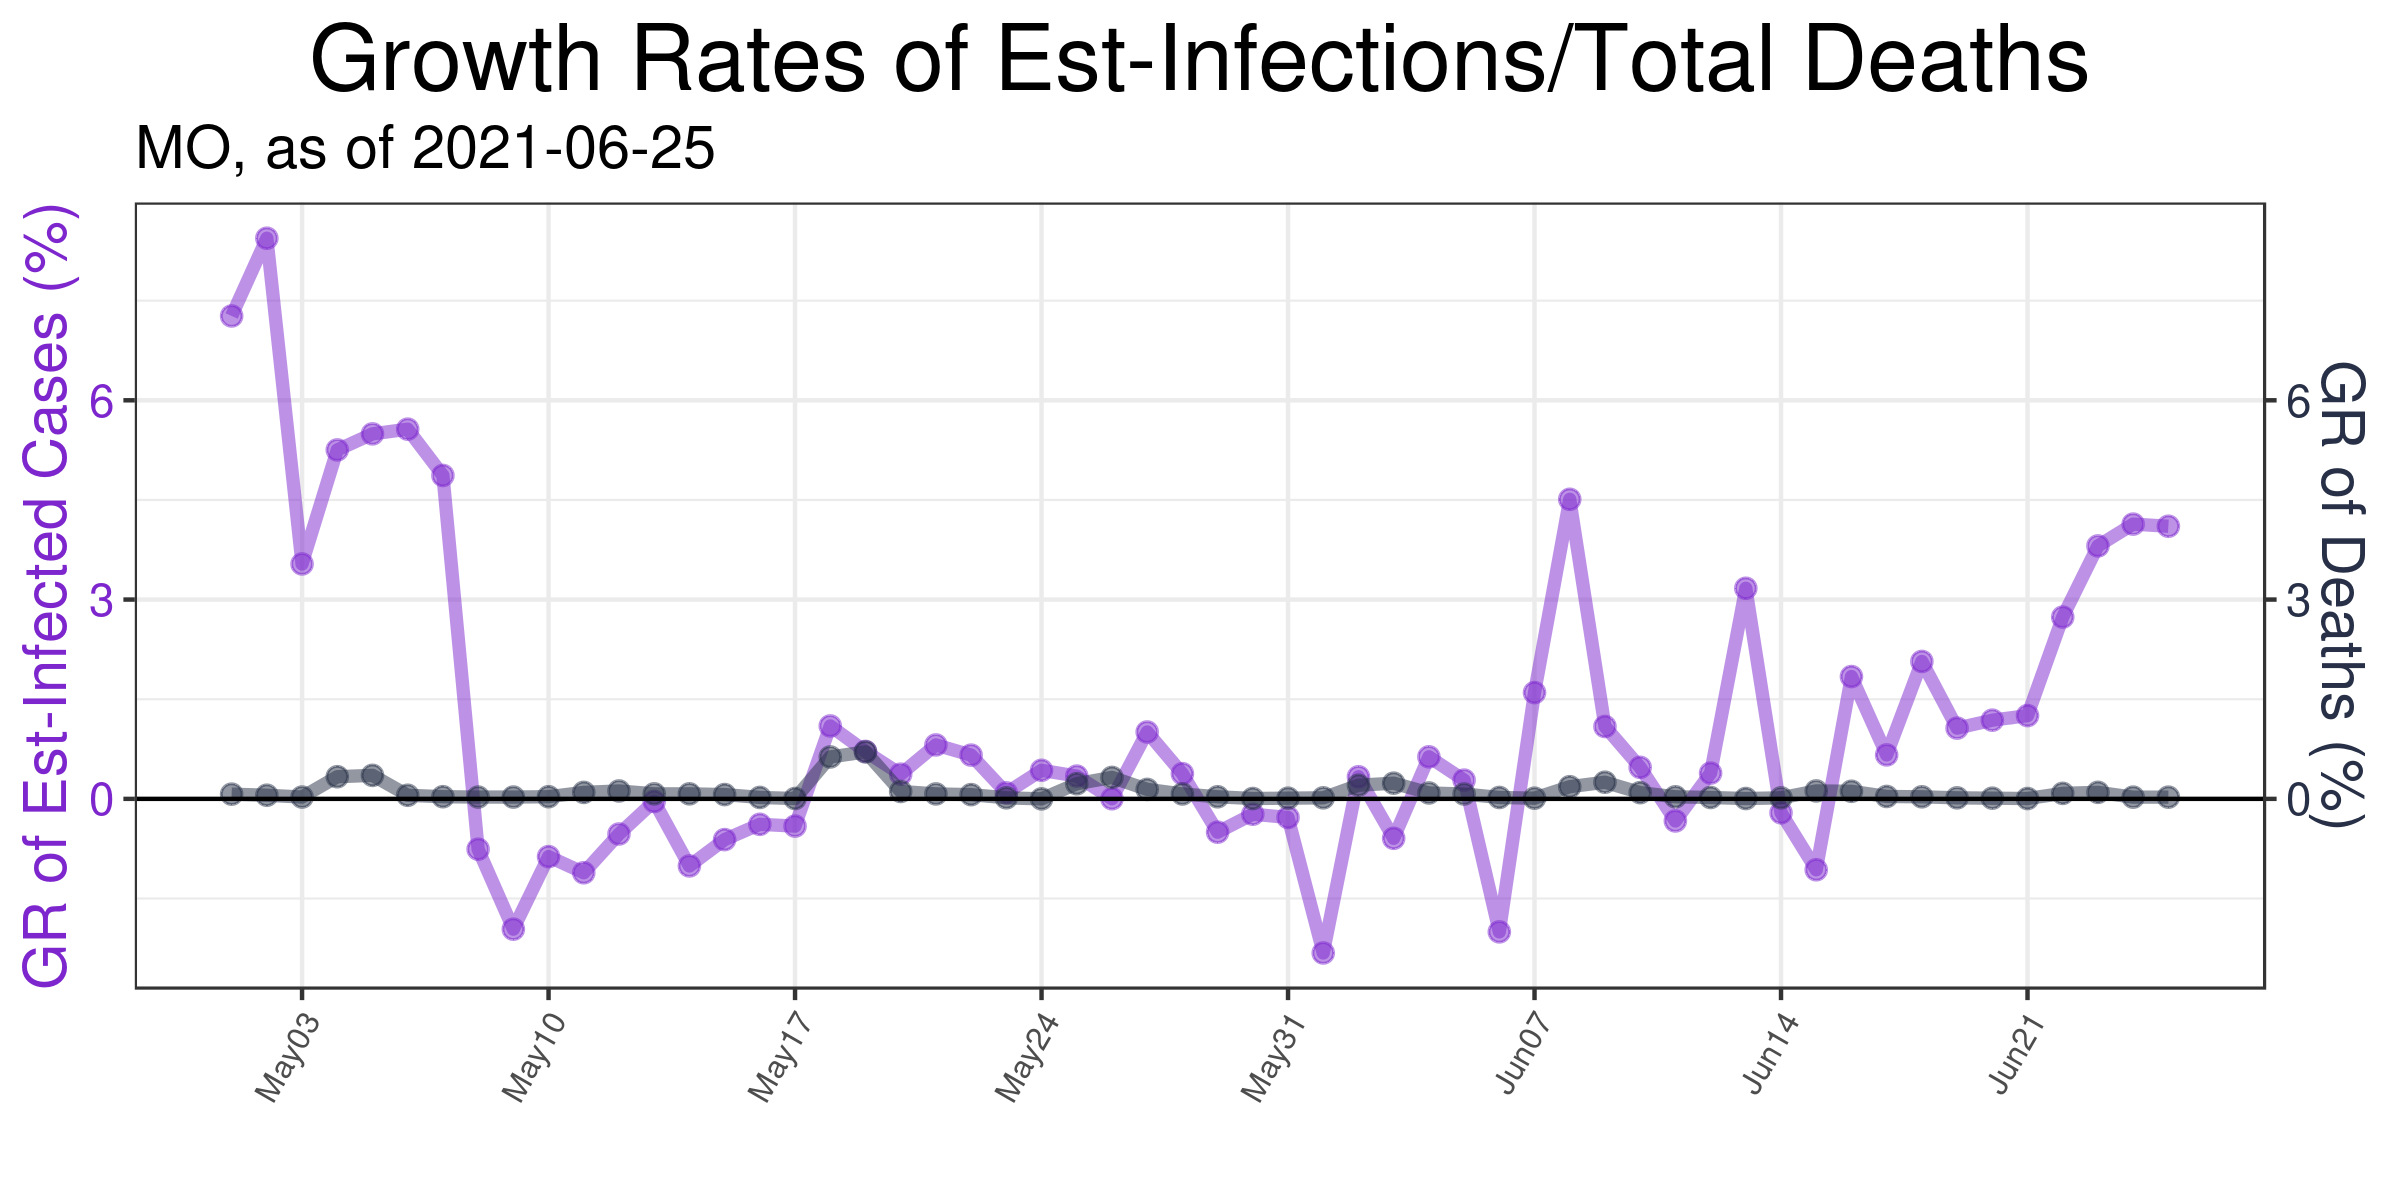 Growth Rates of Est-Infections/Total Deaths
MO, as of 2021-06-25
GR of Est-Infected Cases (%)
6
3
0
6
3
0
GR of Deaths (%)
May03
May10
May17
May24
May31
Jun07
Jun14
Jun21